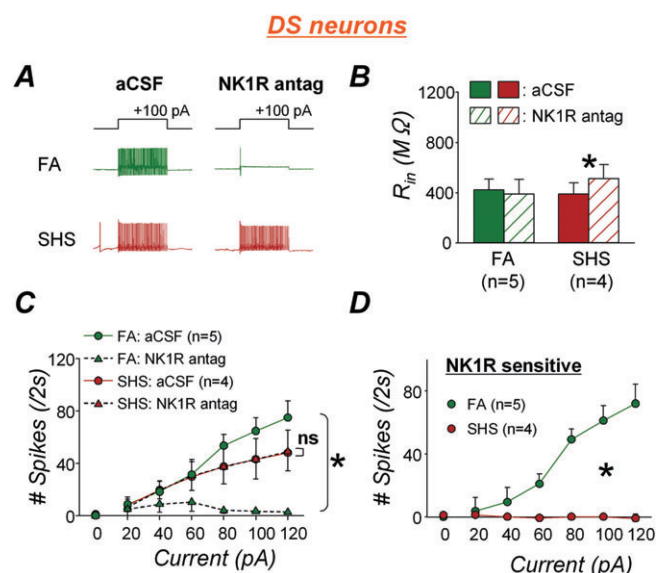 DS neurons
A
aCSF
NK1R antag
+100 pA
+100 pA
FA
SHS
B
: aCSF
: NK1R antag
1200
800
400
0
R_in (M Ω)
*
FA
(n=5)
SHS
(n=4)
C
FA: aCSF (n=5)
FA: NK1R antag
SHS: aCSF (n=4)
SHS: NK1R antag
120
80
40
0
# Spikes (/2s)
ns
*
0 20 40 60 80 100 120
Current (pA)
D
NK1R sensitive
FA (n=5)
SHS (n=4)
120
80
40
0
# Spikes (/2s)
*
0 20 40 60 80 100 120
Current (pA)